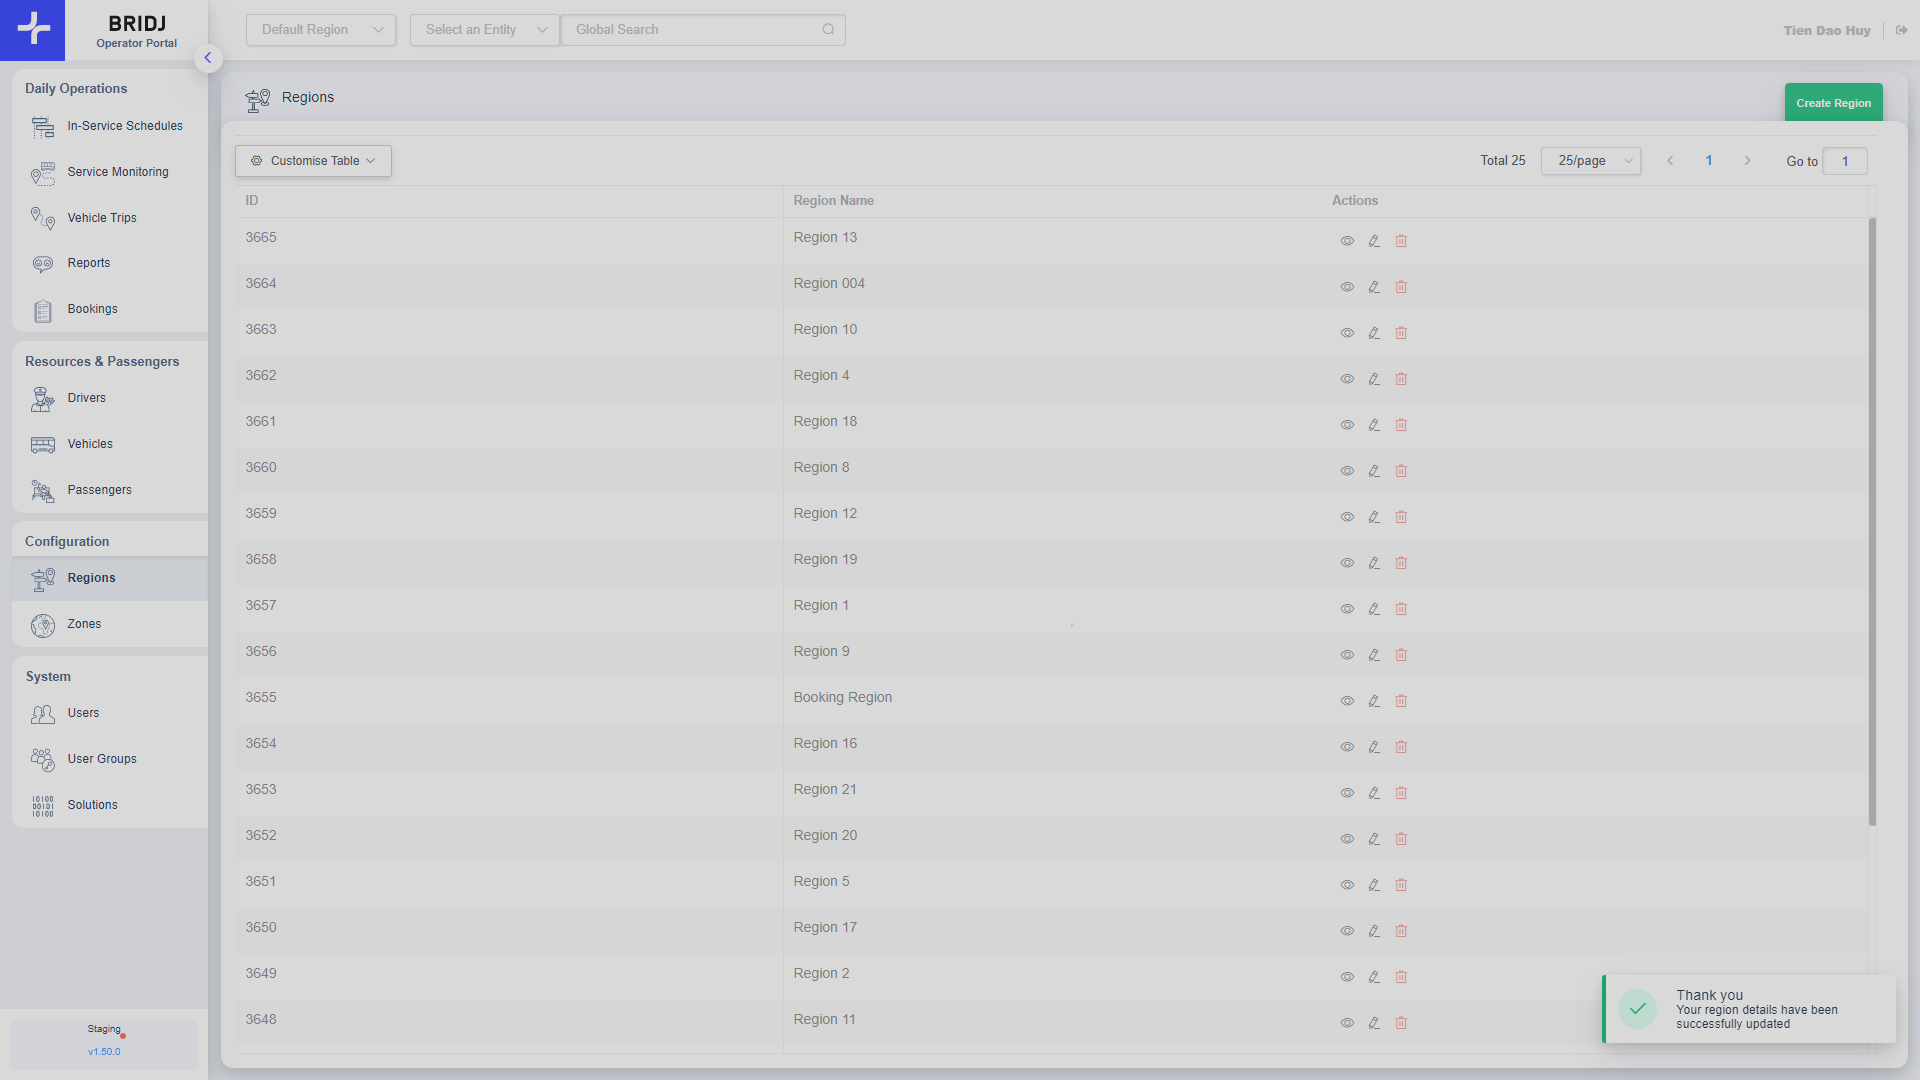 BRIDJ
Operator Portal
Default Region
Select an Entity
Global Search
Tien Dao Huy
Daily Operations
In-Service Schedules
Service Monitoring
Vehicle Trips
Reports
Bookings
Resources & Passengers
Drivers
Vehicles
Passengers
Configuration
Regions
Zones
System
Users
User Groups
Solutions
Staging
v1.50.0
Regions
Create Region
Customise Table
Total 25
25/page
1
Go to
1
ID Region Name Actions
3665 Region 13
3664 Region 004
3663 Region 10
3662 Region 4
3661 Region 18
3660 Region 8
3659 Region 12
3658 Region 19
3657 Region 1
3656 Region 9
3655 Booking Region
3654 Region 16
3653 Region 21
3652 Region 20
3651 Region 5
3650 Region 17
3649 Region 2
3648 Region 11
Thank you
Your region details have been
successfully updated